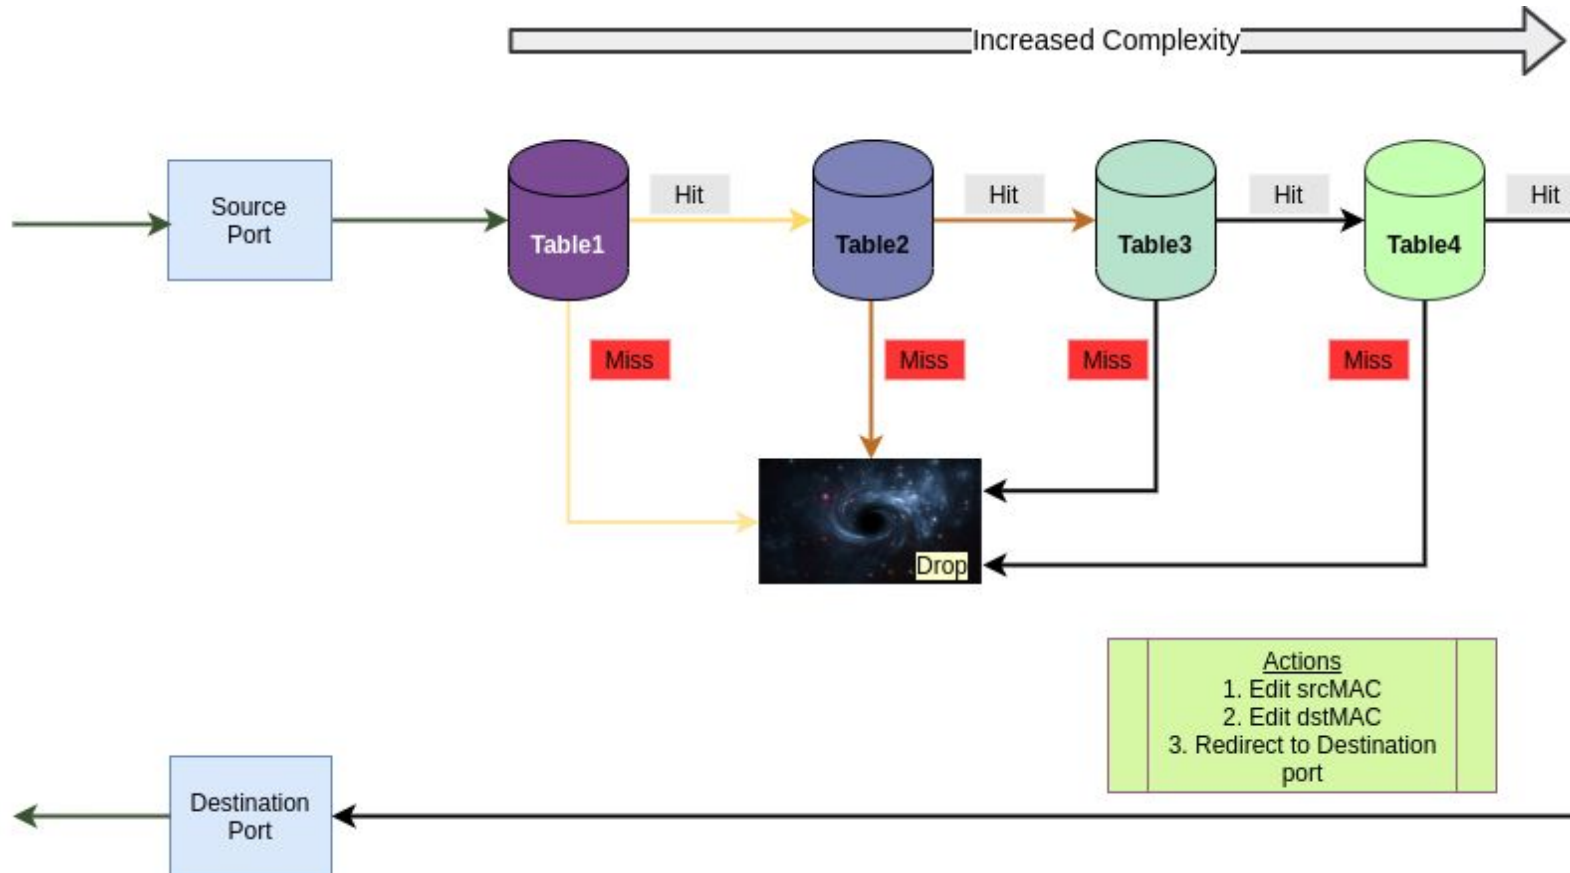 Increased Complexity
Source
Port
Hit
Hit
Hit
Hit
Table1
Table2
Table3
Table4
Miss
Miss
Miss
Miss
Drop
Actions
1. Edit srcMAC
2. Edit dstMAC
3. Redirect to Destination
port
Destination
Port